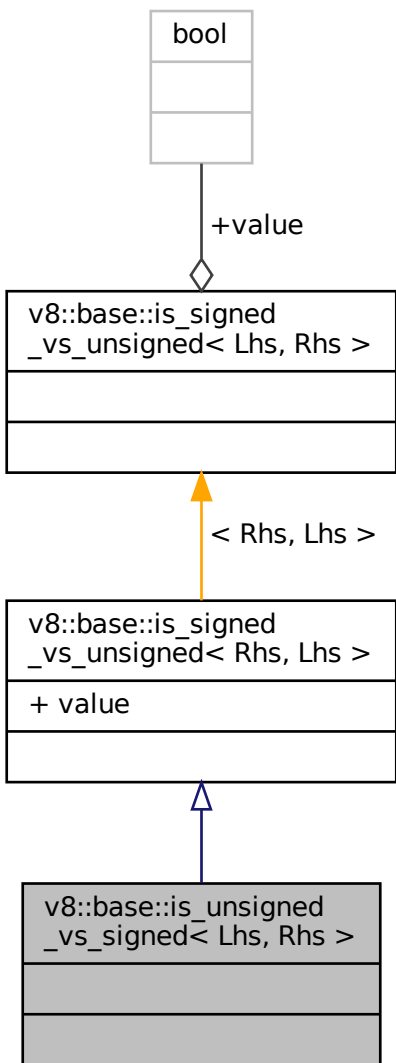 bool
+value
v8::base::is_signed
_vs_unsigned< Lhs, Rhs >
< Rhs, Lhs >
v8::base::is_signed
_vs_unsigned< Rhs, Lhs >
+ value
v8::base::is_unsigned
_vs_signed< Lhs, Rhs >